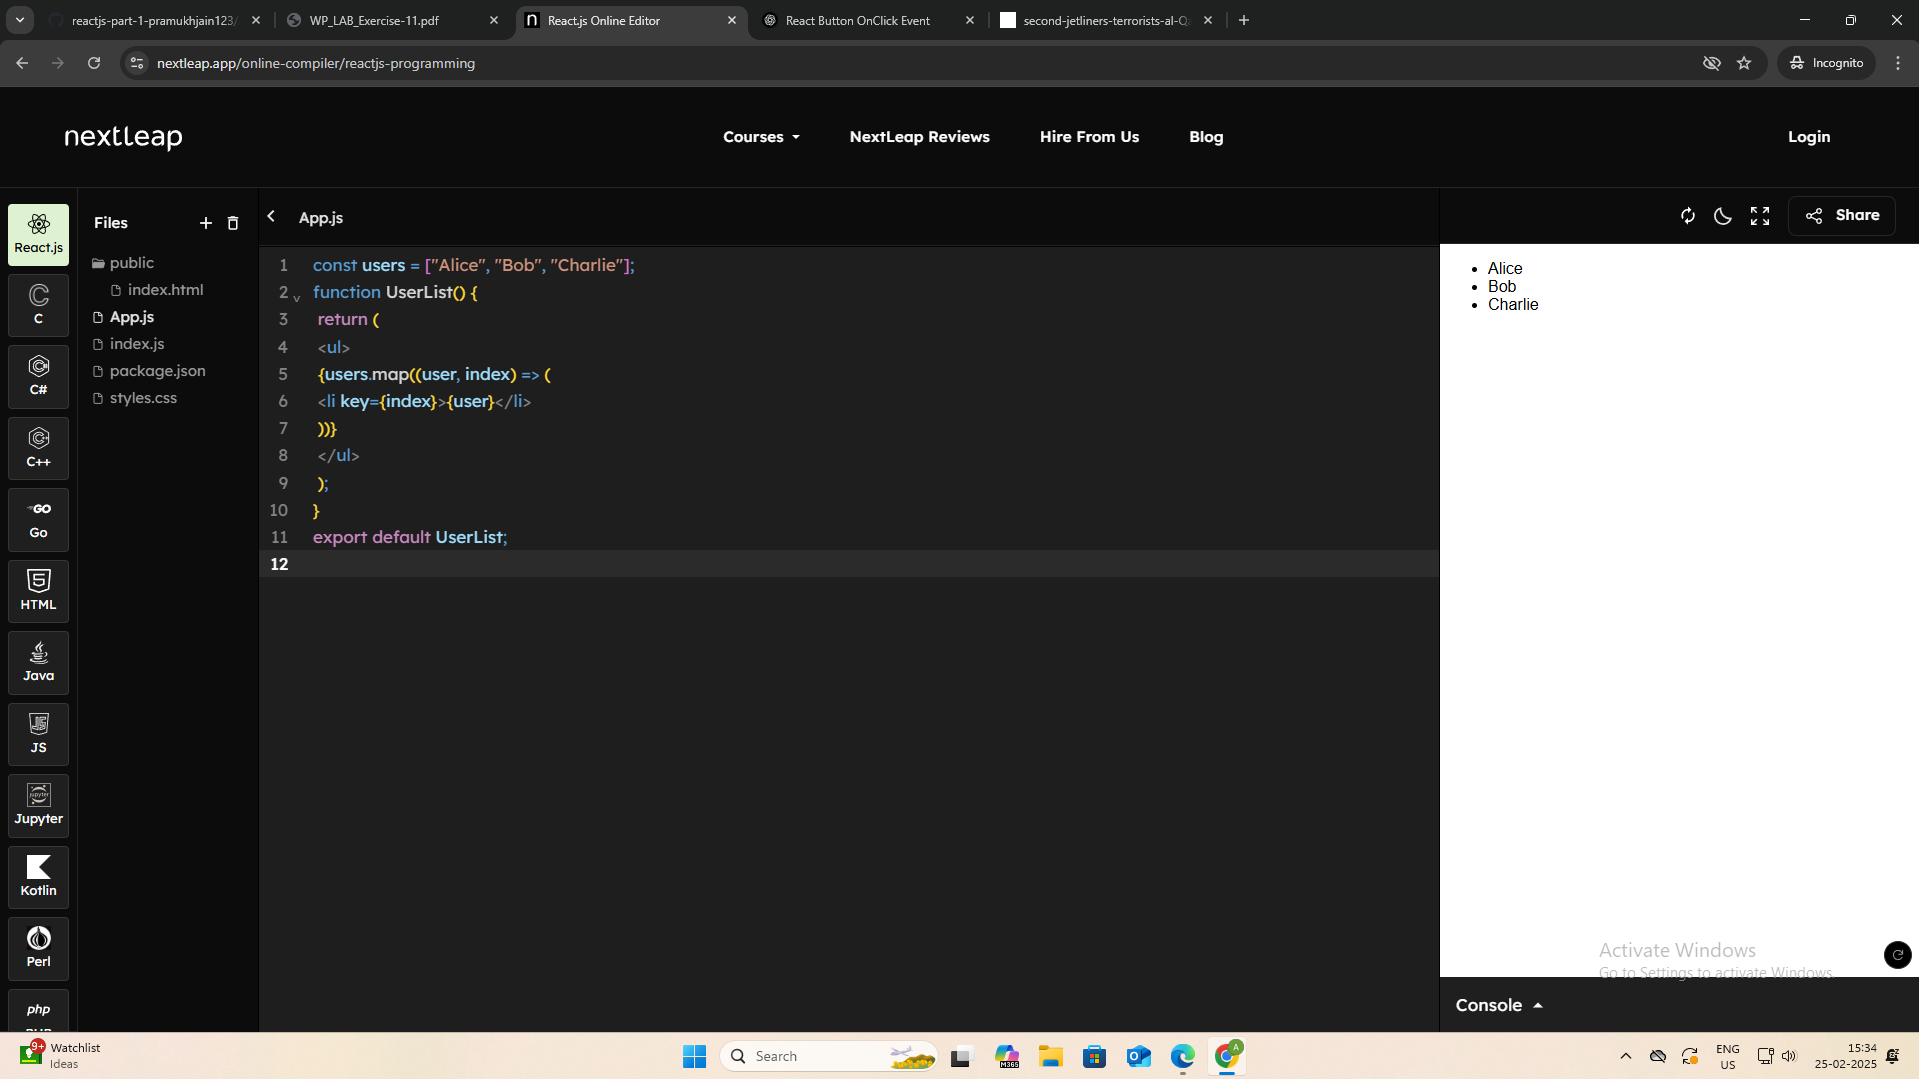 reactjs-part-1-pramukhjain123/
WP_LAB_Exercise-11.pdf
React.js Online Editor
React Button OnClick Event
second-jetliners-terrorists-al-Qa
nextleap.app/online-compiler/reactjs-programming
Incognito
nextleap
Courses
NextLeap Reviews
Hire From Us
Blog
Login
React.js
C
C#
C++
GO
Go
HTML
Java
JS
Jupyter
Kotlin
Perl
php
PHP
Files
public
index.html
App.js
index.js
package.json
styles.css
App.js
Share
1 const users = ["Alice", "Bob", "Charlie"];
2 function UserList() {
3 return (
4 <ul>
5 {users.map((user, index) => (
6 <li key={index}>{user}</li>
7 ))}
8 </ul>
9 );
10 }
11 export default UserList;
12
• Alice
• Bob
• Charlie
Activate Windows
Go to Settings to activate Windows.
Console
9+
Watchlist
Ideas
Search
M365
A
ENG
US
15:34
25-02-2025